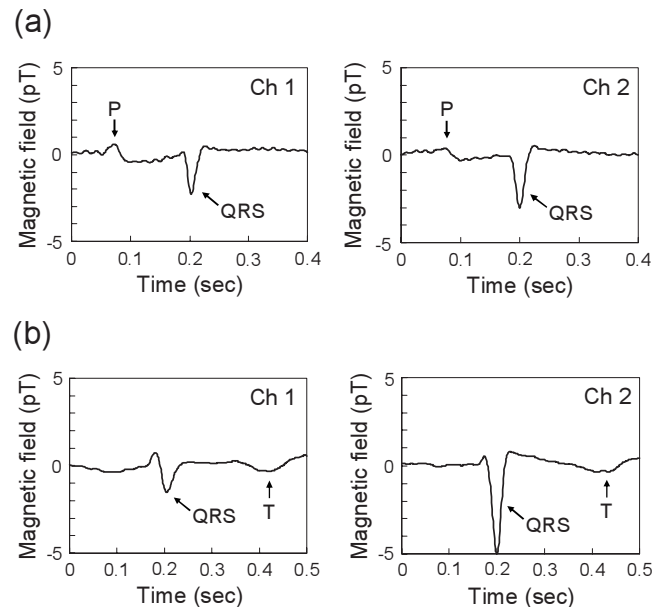 (a)
Magnetic field (pT)
5
0
-5
P
Ch 1
QRS
0 0.1 0.2 0.3 0.4
Time (sec)
Magnetic field (pT)
5
0
-5
P
Ch 2
QRS
0 0.1 0.2 0.3 0.4
Time (sec)
(b)
Magnetic field (pT)
5
0
-5
Ch 1
QRS
T
0 0.1 0.2 0.3 0.4 0.5
Time (sec)
Magnetic field (pT)
5
0
-5
Ch 2
QRS
T
0 0.1 0.2 0.3 0.4 0.5
Time (sec)